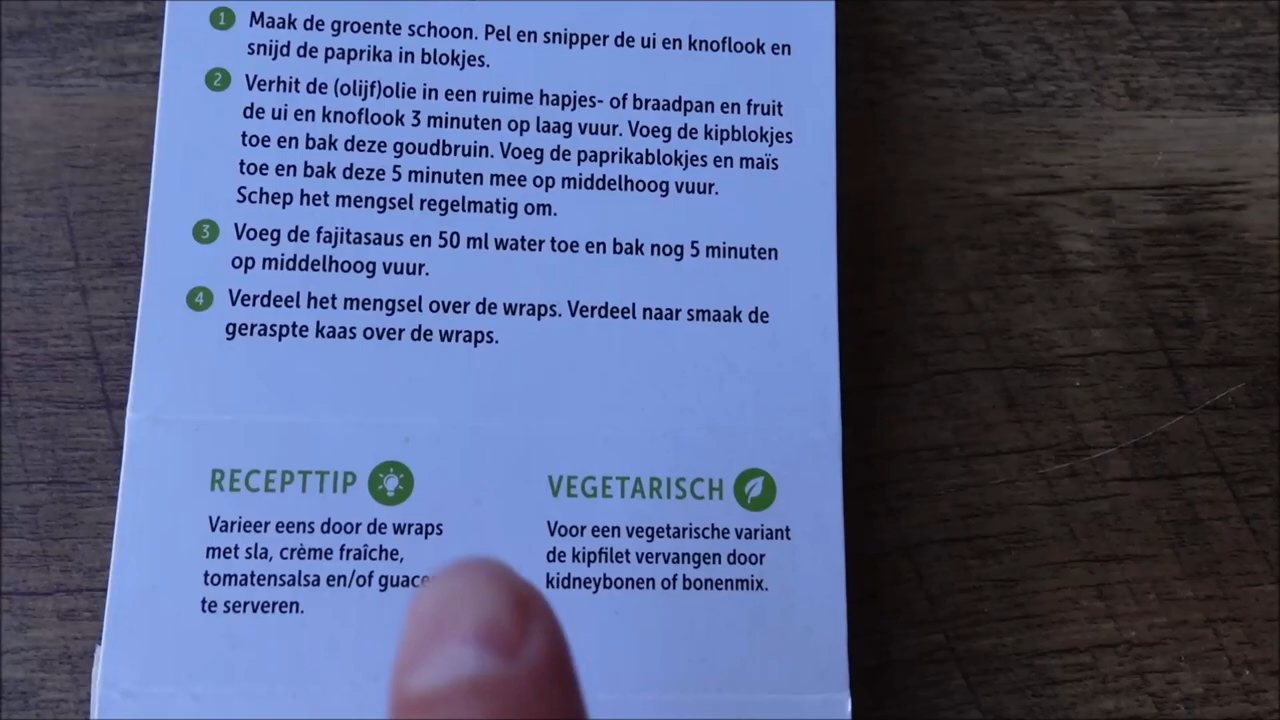 1 Maak de groente schoon. Pel en snipper de ui en knoflook en
snijd de paprika in blokjes.
2 Verhit de (olijf)olie in een ruime hapjes- of braadpan en fruit
de ui en knoflook 3 minuten op laag vuur. Voeg de kipblokjes
toe en bak deze goudbruin. Voeg de paprikablokjes en maïs
toe en bak deze 5 minuten mee op middelhoog vuur.
Schep het mengsel regelmatig om.
3 Voeg de fajitasaus en 50 ml water toe en bak nog 5 minuten
op middelhoog vuur.
4 Verdeel het mengsel over de wraps. Verdeel naar smaak de
geraspte kaas over de wraps.
RECEPTTIP
Varieer eens door de wraps
met sla, crème fraîche,
tomatensalsa en/of
te serveren.
VEGETARISCH
Voor een vegetarische variant
de kipfilet vervangen door
kidneybonen of bonenmix.